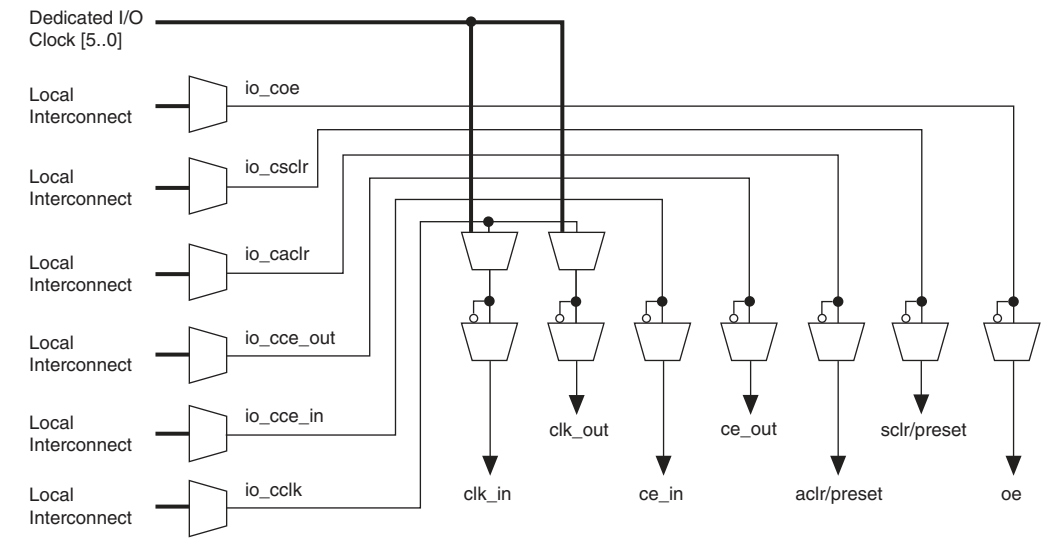 Dedicated I/O
Clock [5..0]
Local
Interconnect
io_coe
Local
Interconnect
io_csclr
Local
Interconnect
io_caclr
Local
Interconnect
io_cce_out
Local
Interconnect
io_cce_in
Local
Interconnect
io_cclk
clk_out
ce_out
sclr/preset
clk_in
ce_in
aclr/preset
oe